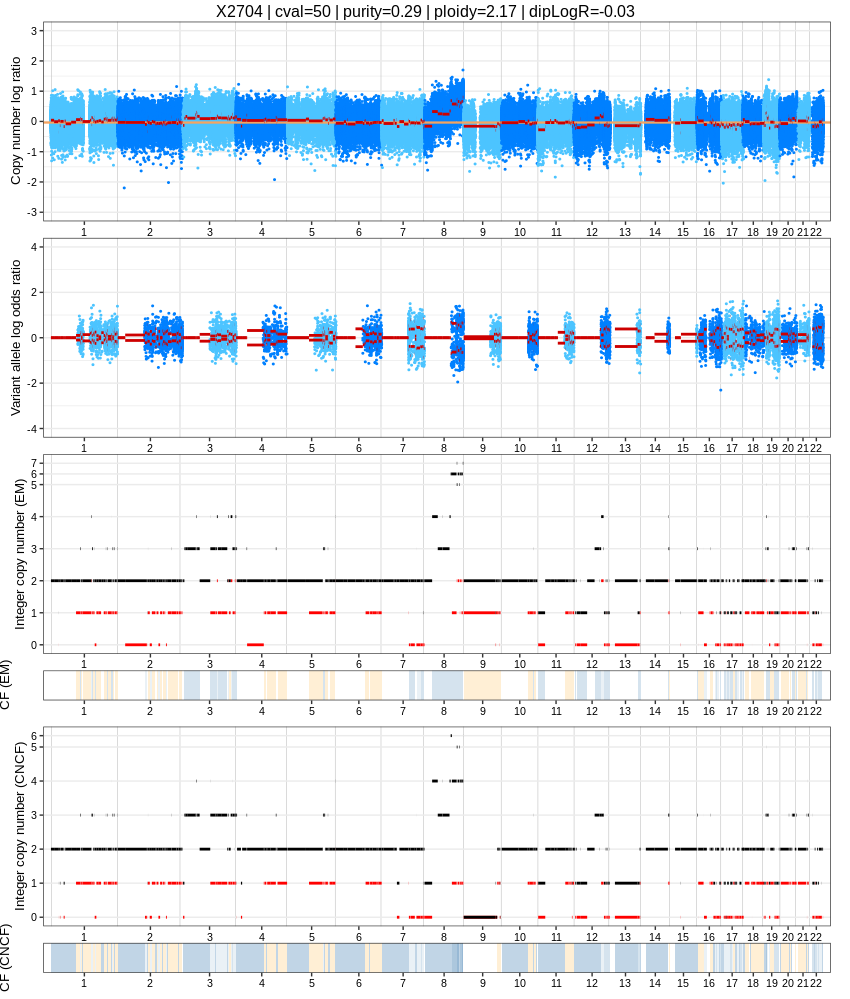 X2704 | cval=50 | purity=0.29 | ploidy=2.17 | dipLogR=-0.03
Copy number log ratio
3
2
1
0
-1
-2
-3
1 2 3 4 5 6 7 8 9 10 11 12 13 14 15 16 17 18 19 20 21 22
Variant allele log odds ratio
4
2
0
-2
-4
1 2 3 4 5 6 7 8 9 10 11 12 13 14 15 16 17 18 19 20 21 22
Integer copy number (EM)
7
6
5
4
3
2
1
0
1 2 3 4 5 6 7 8 9 10 11 12 13 14 15 16 17 18 19 20 21 22
CF (EM)
1 2 3 4 5 6 7 8 9 10 11 12 13 14 15 16 17 18 19 20 21 22
Integer copy number (CNCF)
6
5
4
3
2
1
0
1 2 3 4 5 6 7 8 9 10 11 12 13 14 15 16 17 18 19 20 21 22
CF (CNCF)
1 2 3 4 5 6 7 8 9 10 11 12 13 14 15 16 17 18 19 20 21 22